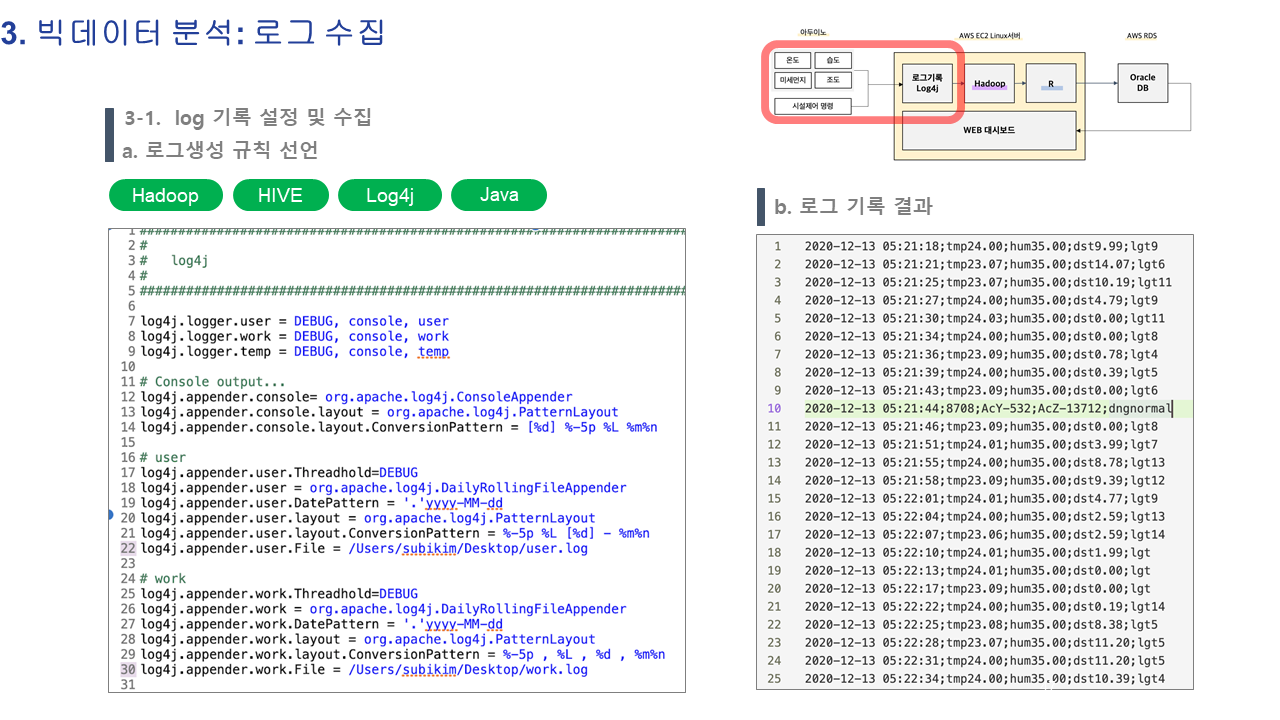 3. 빅데이터 분석: 로그 수집
아두이노
AWS EC2 Linux서버
AWS RDS
온도
습도
미세먼지
조도
시설제어 명령
로그기록
Log4j
Hadoop
R
Oracle
DB
WEB 대시보드
3-1. log 기록 설정 및 수집
a. 로그생성 규칙 선언
Hadoop
HIVE
Log4j
Java
1 ######################################################################
2 #
3 #   log4j
4 #
5 ######################################################################
6
7 log4j.logger.user = DEBUG, console, user
8 log4j.logger.work = DEBUG, console, work
9 log4j.logger.temp = DEBUG, console, temp
10
11 # Console output...
12 log4j.appender.console= org.apache.log4j.ConsoleAppender
13 log4j.appender.console.layout = org.apache.log4j.PatternLayout
14 log4j.appender.console.layout.ConversionPattern = [%d] %-5p %L %m%n
15
16 # user
17 log4j.appender.user.Threadhold=DEBUG
18 log4j.appender.user = org.apache.log4j.DailyRollingFileAppender
19 log4j.appender.user.DatePattern = '.'yyyy-MM-dd
20 log4j.appender.user.layout = org.apache.log4j.PatternLayout
21 log4j.appender.user.layout.ConversionPattern = %-5p %L [%d] - %m%n
22 log4j.appender.user.File = /Users/subikim/Desktop/user.log
23
24 # work
25 log4j.appender.work.Threadhold=DEBUG
26 log4j.appender.work = org.apache.log4j.DailyRollingFileAppender
27 log4j.appender.work.DatePattern = '.'yyyy-MM-dd
28 log4j.appender.work.layout = org.apache.log4j.PatternLayout
29 log4j.appender.work.layout.ConversionPattern = %-5p , %L , %d , %m%n
30 log4j.appender.work.File = /Users/subikim/Desktop/work.log
31
b. 로그 기록 결과
1 2020-12-13 05:21:18;tmp24.00;hum35.00;dst9.99;lgt9
2 2020-12-13 05:21:21;tmp23.07;hum35.00;dst14.07;lgt6
3 2020-12-13 05:21:25;tmp23.07;hum35.00;dst10.19;lgt11
4 2020-12-13 05:21:27;tmp24.00;hum35.00;dst4.79;lgt9
5 2020-12-13 05:21:30;tmp24.03;hum35.00;dst0.00;lgt11
6 2020-12-13 05:21:34;tmp24.00;hum35.00;dst0.00;lgt8
7 2020-12-13 05:21:36;tmp23.09;hum35.00;dst0.78;lgt4
8 2020-12-13 05:21:39;tmp24.00;hum35.00;dst0.39;lgt5
9 2020-12-13 05:21:43;tmp23.09;hum35.00;dst0.00;lgt6
10 2020-12-13 05:21:44;8708;AcY-532;AcZ-13712;dngnormal
11 2020-12-13 05:21:46;tmp23.09;hum35.00;dst0.00;lgt8
12 2020-12-13 05:21:51;tmp24.01;hum35.00;dst3.99;lgt7
13 2020-12-13 05:21:55;tmp24.00;hum35.00;dst8.78;lgt13
14 2020-12-13 05:21:58;tmp23.09;hum35.00;dst9.39;lgt12
15 2020-12-13 05:22:01;tmp24.01;hum35.00;dst4.77;lgt9
16 2020-12-13 05:22:04;tmp24.00;hum35.00;dst2.59;lgt13
17 2020-12-13 05:22:07;tmp23.06;hum35.00;dst2.59;lgt14
18 2020-12-13 05:22:10;tmp24.01;hum35.00;dst1.99;lgt
19 2020-12-13 05:22:13;tmp24.01;hum35.00;dst0.00;lgt
20 2020-12-13 05:22:17;tmp23.09;hum35.00;dst0.00;lgt
21 2020-12-13 05:22:22;tmp24.00;hum35.00;dst0.19;lgt14
22 2020-12-13 05:22:25;tmp23.08;hum35.00;dst8.38;lgt5
23 2020-12-13 05:22:28;tmp23.07;hum35.00;dst11.20;lgt5
24 2020-12-13 05:22:31;tmp24.00;hum35.00;dst11.20;lgt5
25 2020-12-13 05:22:34;tmp24.00;hum35.00;dst10.39;lgt4